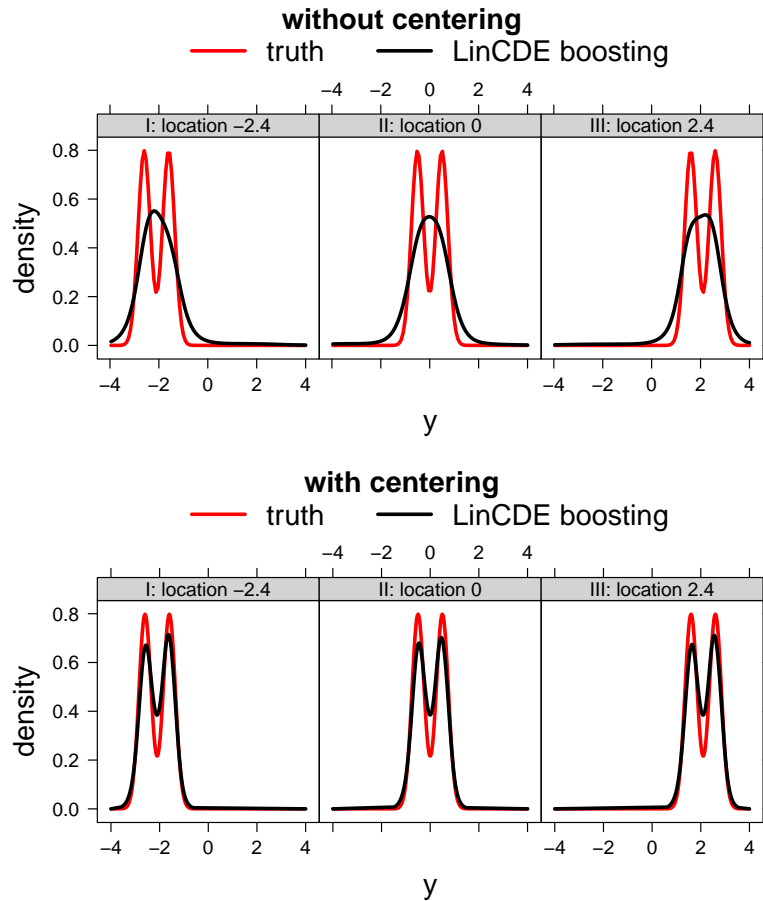 without centering
truth LinCDE boosting
−4 −2 0 2 4
I: location −2.4 II: location 0 III: location 2.4
0.8
0.6
0.4
0.2
0.0
density
−4 −2 0 2 4 −4 −2 0 2 4
y
with centering
truth LinCDE boosting
−4 −2 0 2 4
I: location −2.4 II: location 0 III: location 2.4
0.8
0.6
0.4
0.2
0.0
density
−4 −2 0 2 4 −4 −2 0 2 4
y